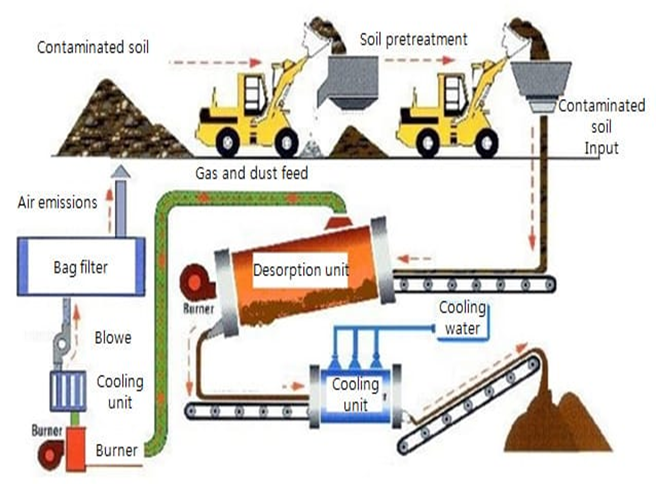 Contaminated soil
Soil pretreatment
Contaminated
soil
Input
Gas and dust feed
Air emissions
Bag filter
Desorption unit
Burner
Cooling
water
Blowe
Cooling
unit
Cooling
unit
Burner
Burner